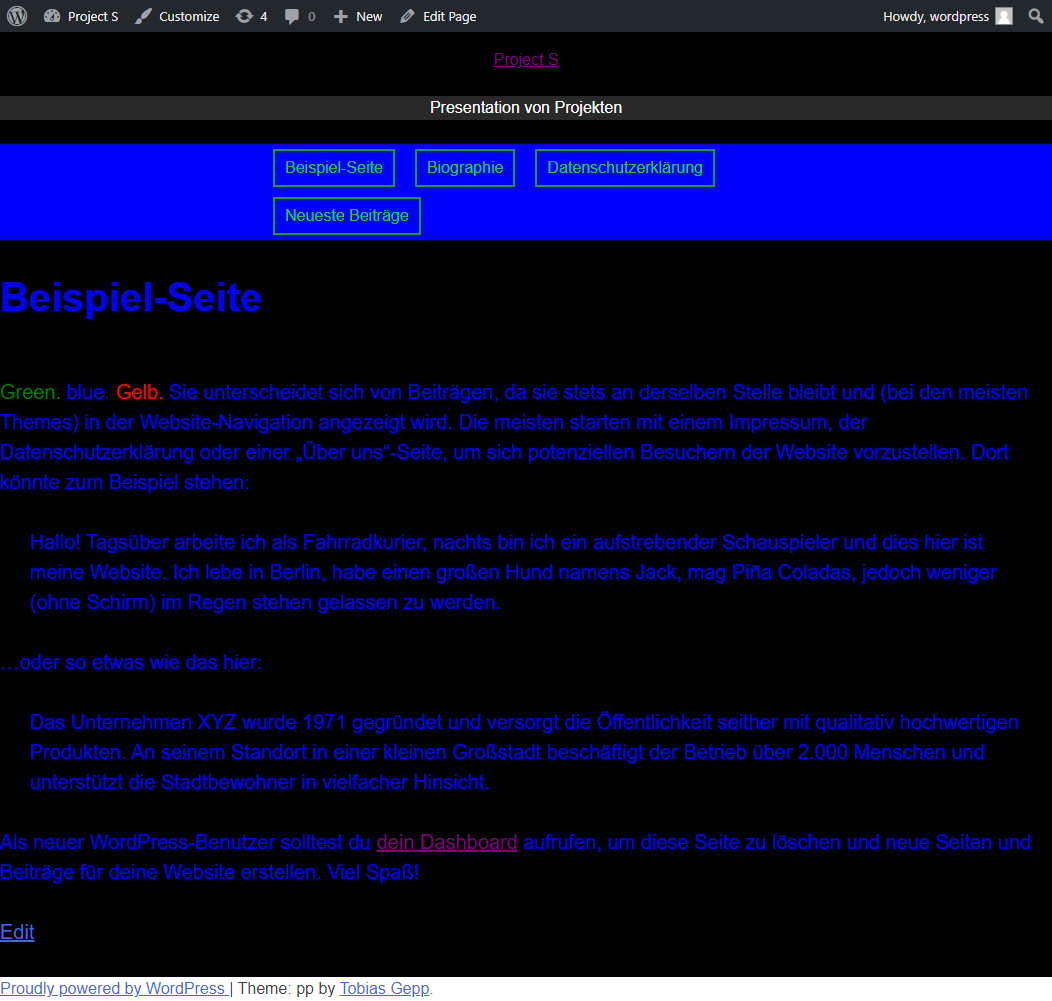 Project S Customize 4 0 New Edit Page Howdy, wordpress
Project S
Presentation von Projekten
Beispiel-Seite Biographie Datenschutzerklärung
Neueste Beiträge
Beispiel-Seite
Green. blue. Gelb. Sie unterscheidet sich von Beiträgen, da sie stets an derselben Stelle bleibt und (bei den meisten
Themes) in der Website-Navigation angezeigt wird. Die meisten starten mit einem Impressum, der
Datenschutzerklärung oder einer „Über uns“-Seite, um sich potenziellen Besuchern der Website vorzustellen. Dort
könnte zum Beispiel stehen:
Hallo! Tagsüber arbeite ich als Fahrradkurier, nachts bin ich ein aufstrebender Schauspieler und dies hier ist
meine Website. Ich lebe in Berlin, habe einen großen Hund namens Jack, mag Piña Coladas, jedoch weniger
(ohne Schirm) im Regen stehen gelassen zu werden.
…oder so etwas wie das hier:
Das Unternehmen XYZ wurde 1971 gegründet und versorgt die Öffentlichkeit seither mit qualitativ hochwertigen
Produkten. An seinem Standort in einer kleinen Großstadt beschäftigt der Betrieb über 2.000 Menschen und
unterstützt die Stadtbewohner in vielfacher Hinsicht.
Als neuer WordPress-Benutzer solltest du dein Dashboard aufrufen, um diese Seite zu löschen und neue Seiten und
Beiträge für deine Website erstellen. Viel Spaß!
Edit
Proudly powered by WordPress | Theme: pp by Tobias Gepp.